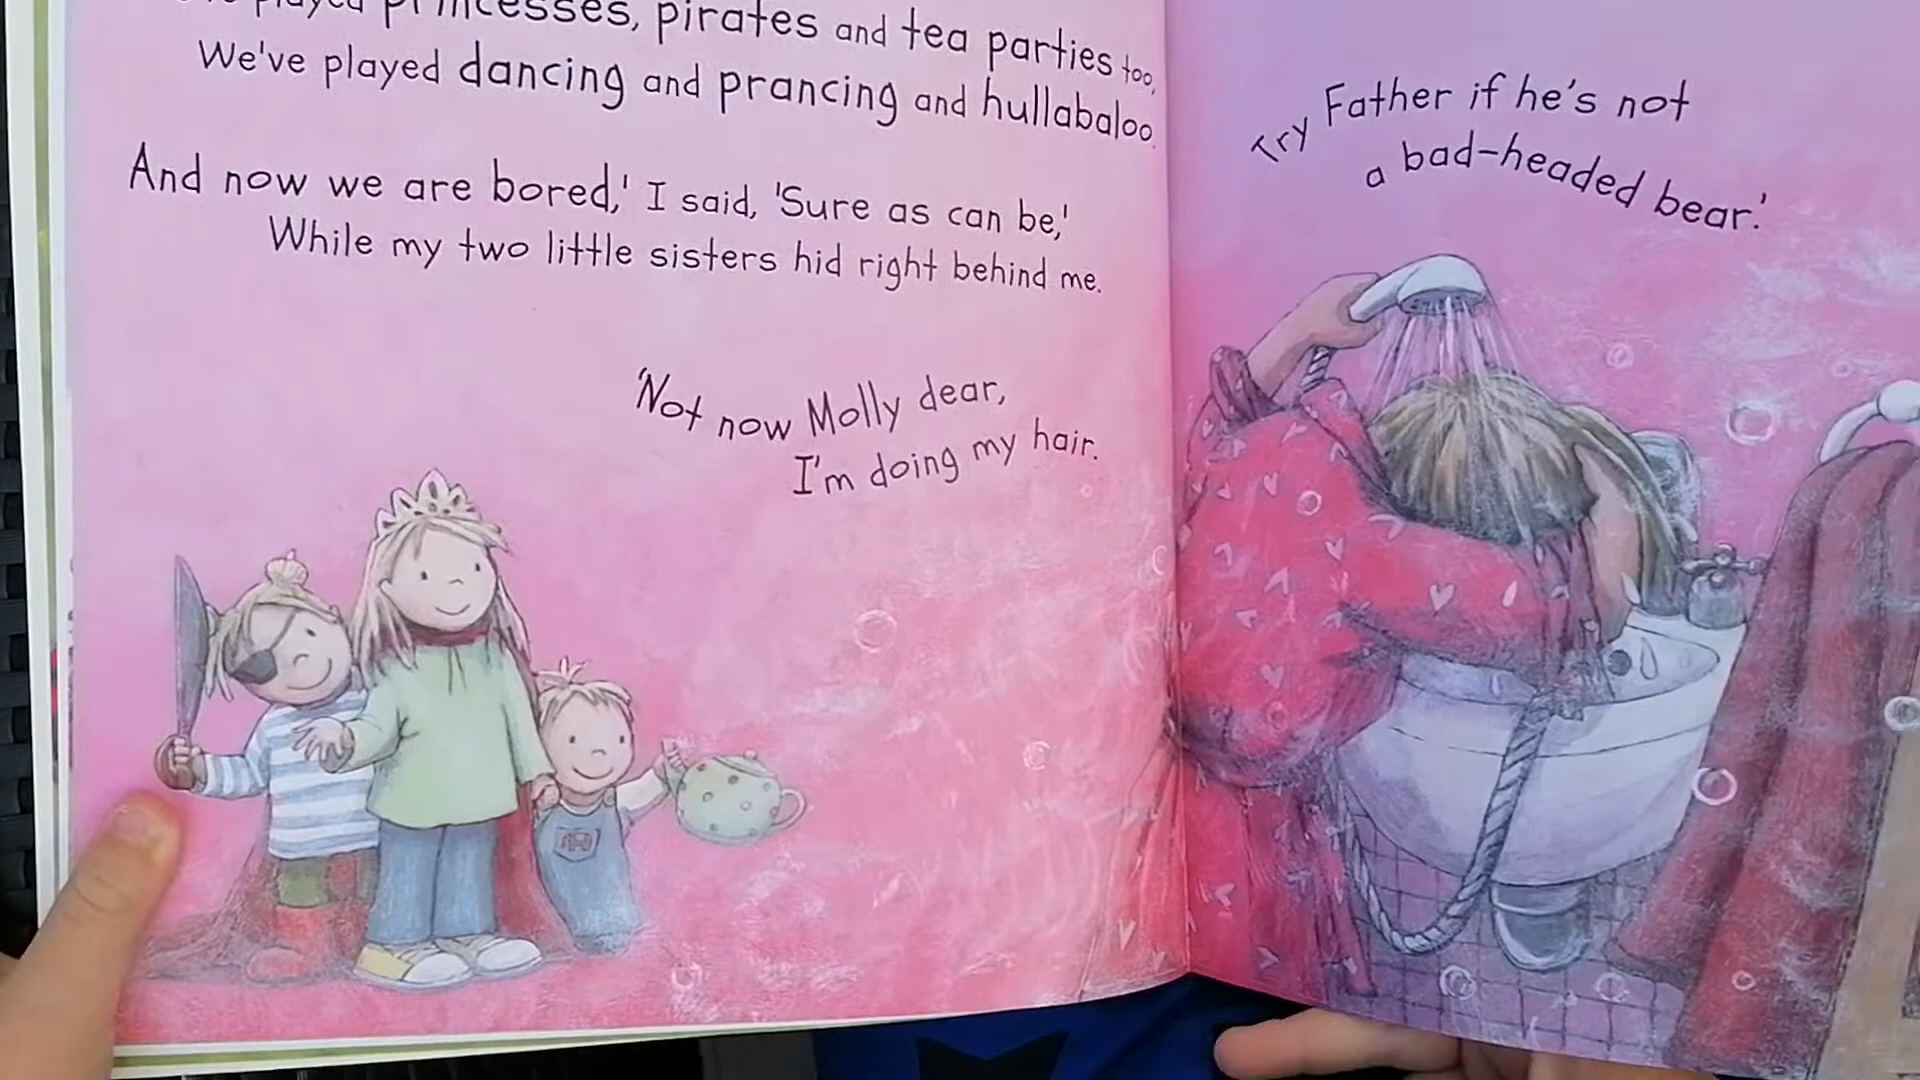 played princesses, pirates and tea parties too,
We've played dancing and prancing and hullabaloo.
And now we are bored,' I said, 'Sure as can be,'
While my two little sisters hid right behind me.
'Not now Molly dear,
I'm doing my hair.
Try Father if he's not
a bad-headed bear.'